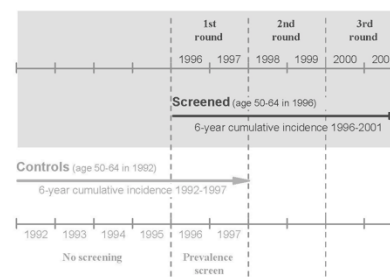 1st 2nd 3rd
round round round
1996 1997 1998 1999 2000
Screened (age 50-64 in 1996)
6-year cumulative incidence 1996-2001
Controls (age 50-64 in 1992)
6-year cumulative incidence 1992-1997
1992 1993 1994 1995 1996 1997
No screening Prevalence
screen